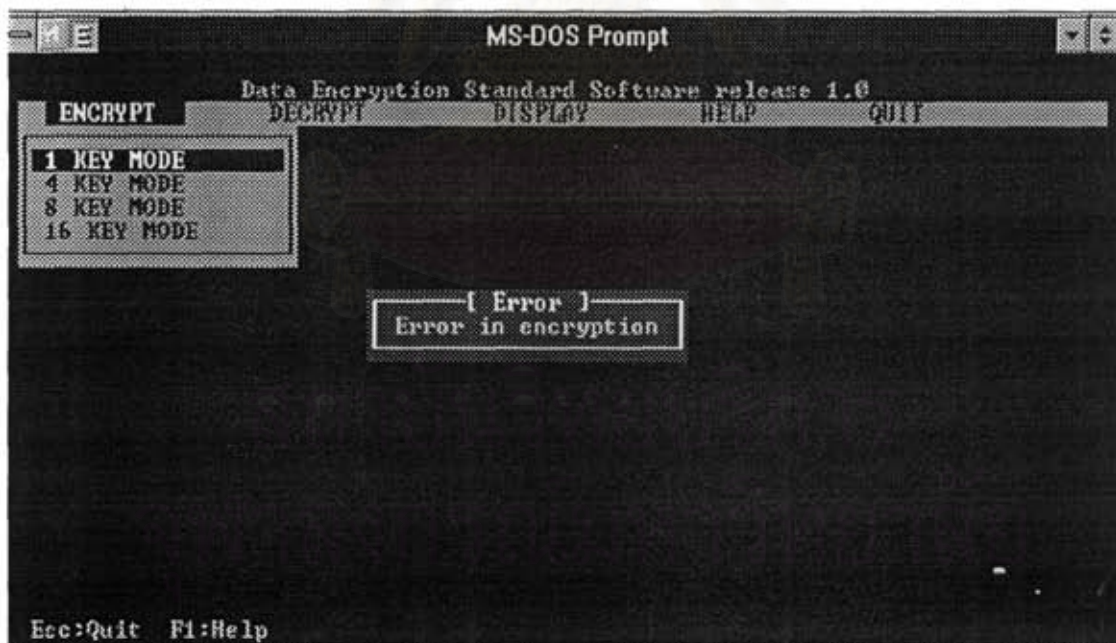 MS-DOS Prompt
Data Encryption Standard Software release 1.0
ENCRYPT DECRYPT DISPLAY HELP QUIT
1 KEY MODE
4 KEY MODE
8 KEY MODE
16 KEY MODE
[ Error ]
Error in encryption
Esc:Quit F1:Help